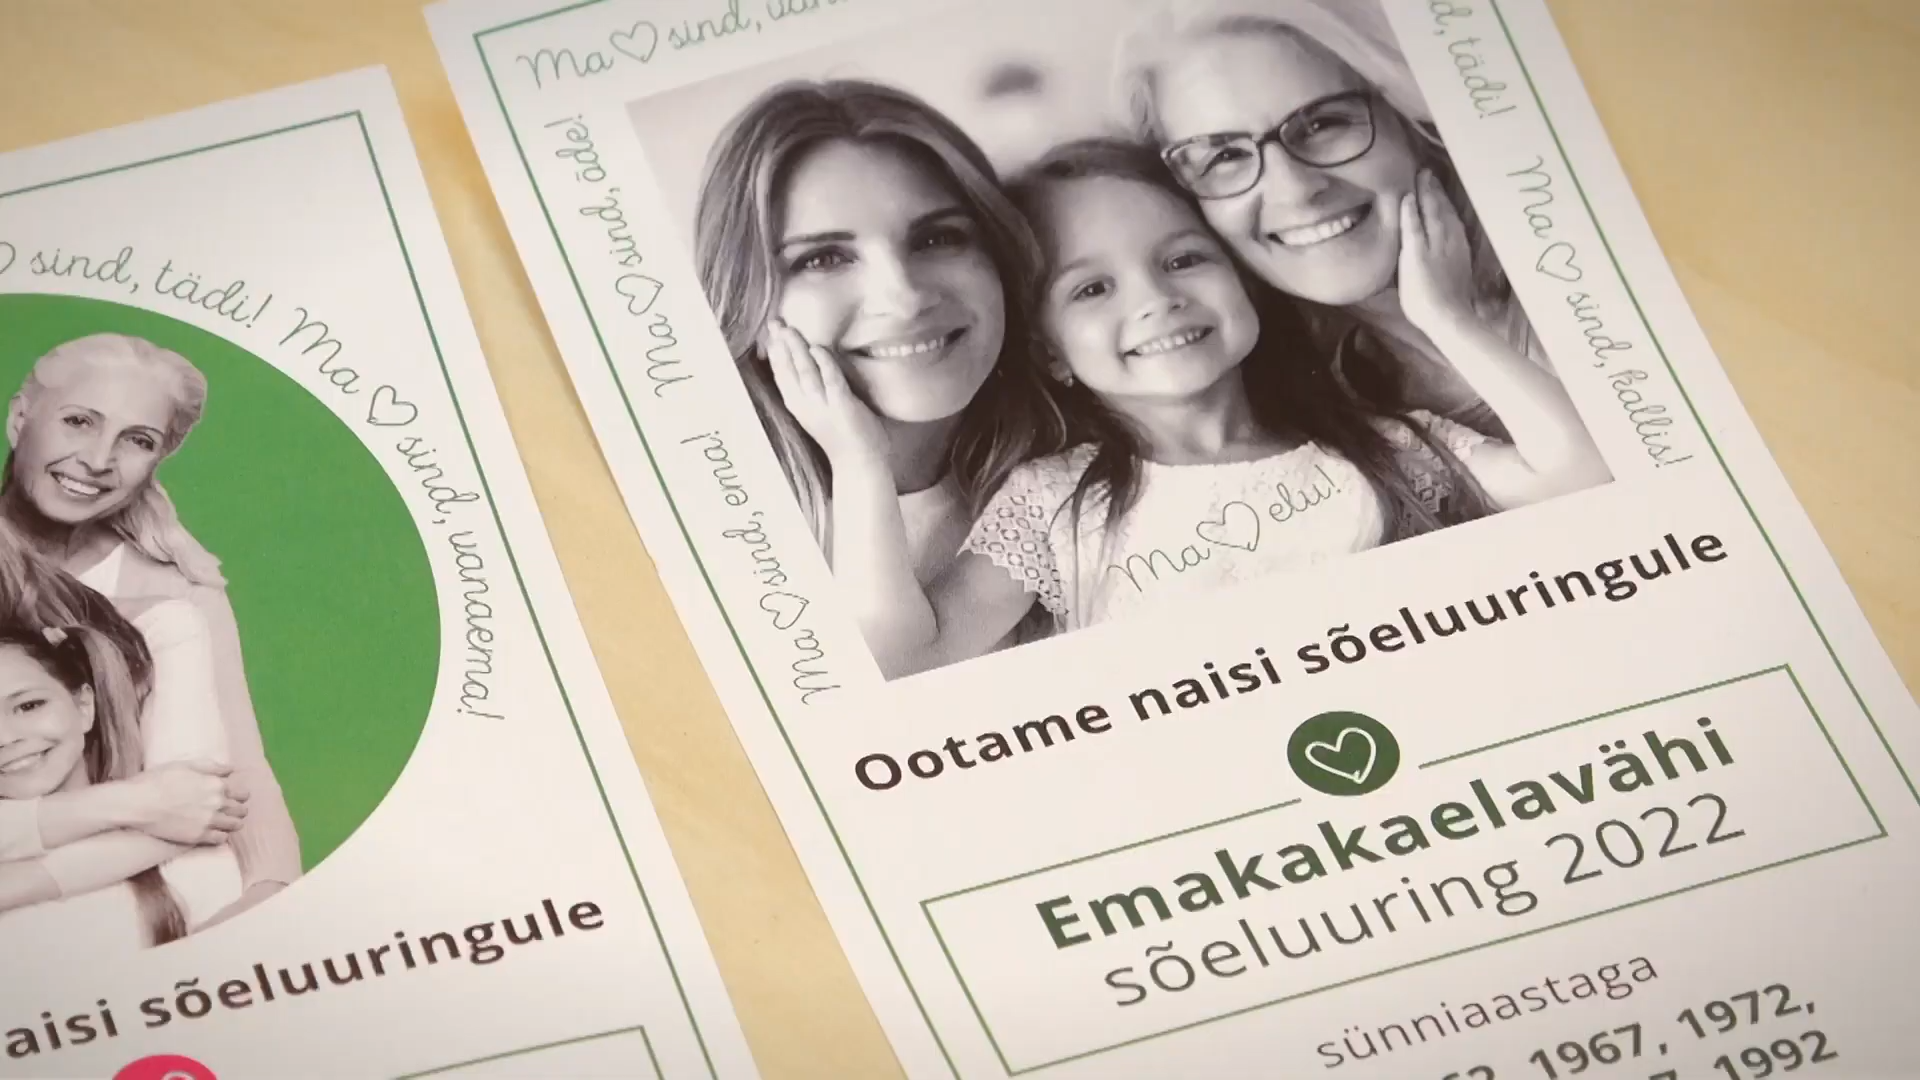 sind, tädi! Ma sind, vanaema!
sõeluuringule
Ma sind,
Ma sind, õde!
Ma sind, ema!
tädi!
Ma sind, kallis!
Ma elu!
Ootame naisi sõeluuringule
Emakakaelavähi
sõeluuring 2022
sünniaastaga
1967, 1972,
1992